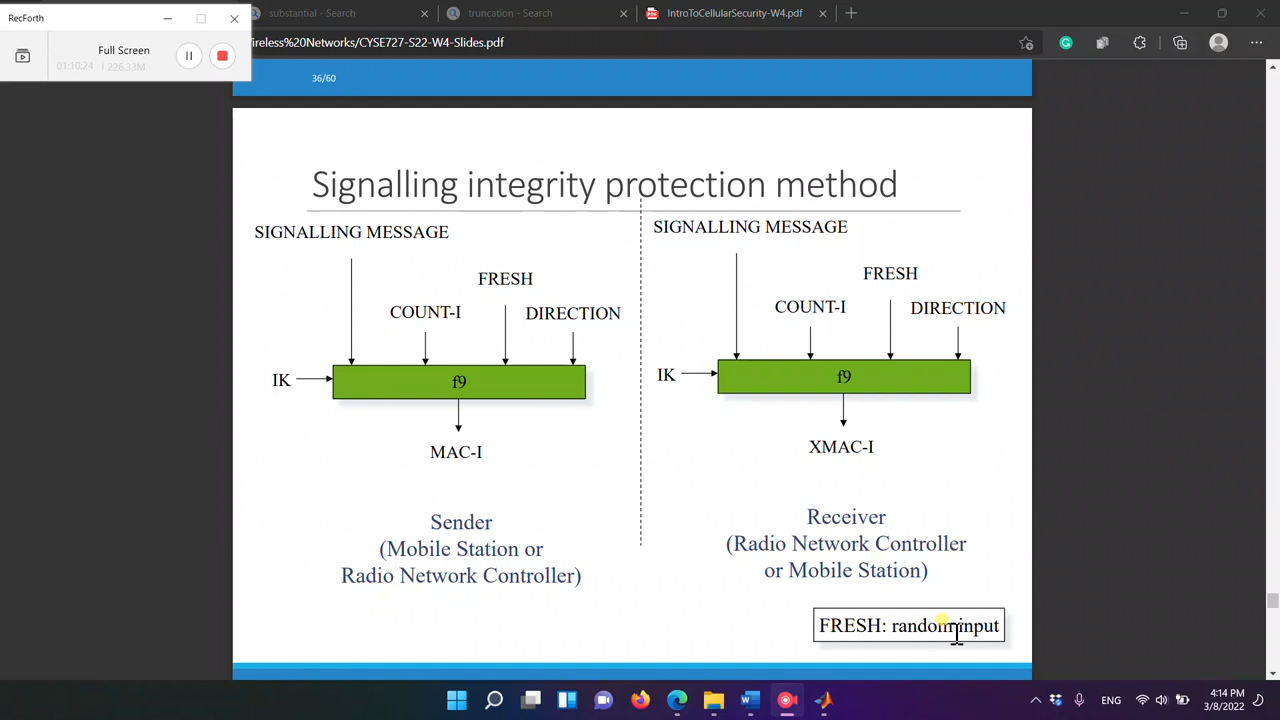 RecForth
substantial - Search
truncation - Search
IntroToCellularSecurity-W4.pdf
Full Screen
01:10:24
226.33M
ireless%20Networks/CYSE727-S22-W4-Slides.pdf
36/60
Signalling integrity protection method
SIGNALLING MESSAGE
FRESH
COUNT-I
DIRECTION
IK
f9
MAC-I
Sender
(Mobile Station or
Radio Network Controller)
SIGNALLING MESSAGE
FRESH
COUNT-I
DIRECTION
IK
f9
XMAC-I
Receiver
(Radio Network Controller
or Mobile Station)
FRESH: random input
ENG
4:14 PM
3/8/2022